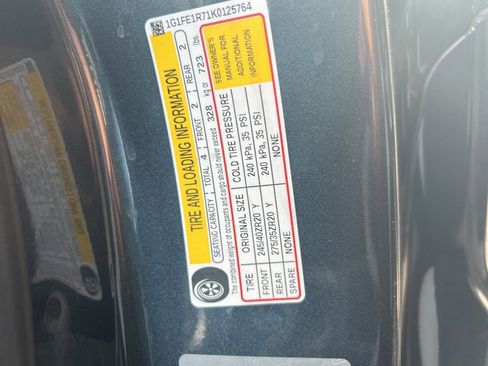 1G1FE1R71K0125764
TIRE AND LOADING INFORMATION
SEATING CAPACITY TOTAL 4 FRONT 2 REAR 2
The combined weight of occupants and cargo should never exceed 328 kg or 723 lbs.
TIRE ORIGINAL SIZE COLD TIRE PRESSURE
FRONT 245/40ZR20 Y 240 kPa, 35 PSI
REAR 275/35ZR20 Y 240 kPa, 35 PSI
SPARE NONE NONE
SEE OWNER'S
MANUAL FOR
ADDITIONAL
INFORMATION